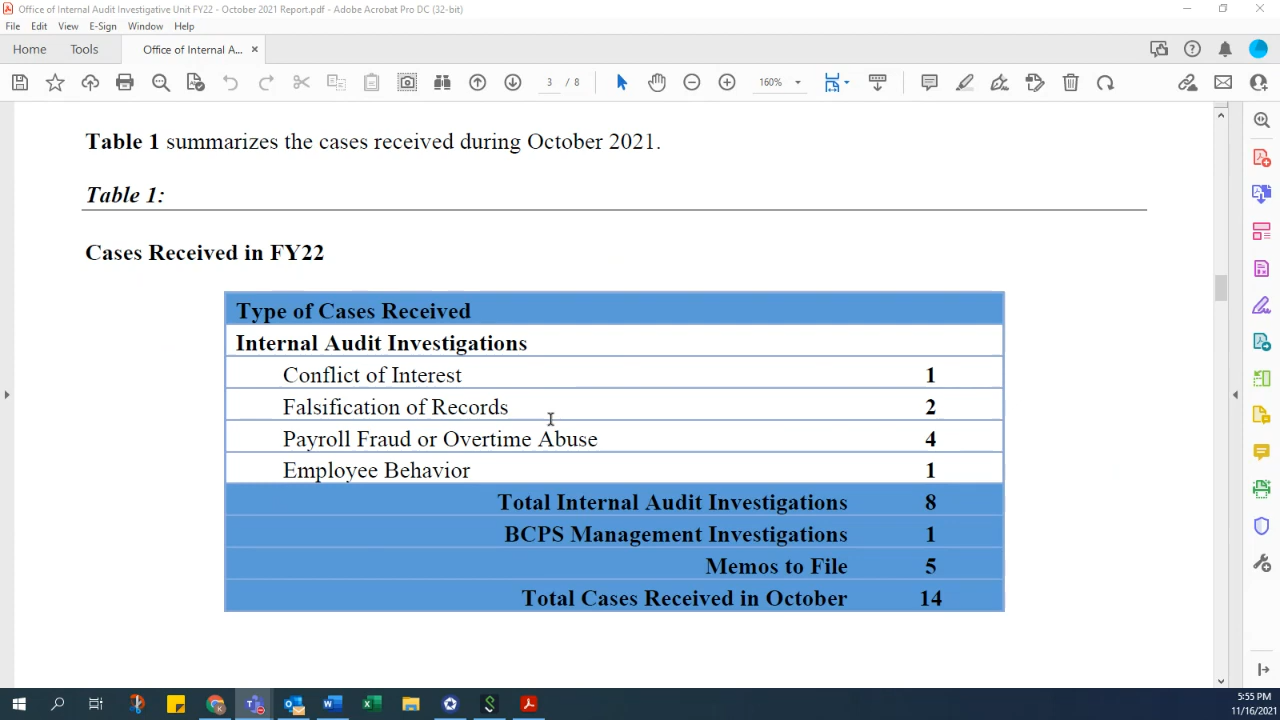 Office of Internal Audit Investigative Unit FY22 - October 2021 Report.pdf - Adobe Acrobat Pro DC (32-bit)
File Edit View E-Sign Window Help
Home Tools Office of Internal A... ×
3 / 8 160%
Table 1 summarizes the cases received during October 2021.
Table 1:
Cases Received in FY22
Type of Cases Received
Internal Audit Investigations
Conflict of Interest 1
Falsification of Records 2
Payroll Fraud or Overtime Abuse 4
Employee Behavior 1
Total Internal Audit Investigations 8
BCPS Management Investigations 1
Memos to File 5
Total Cases Received in October 14
5:55 PM
11/16/2021